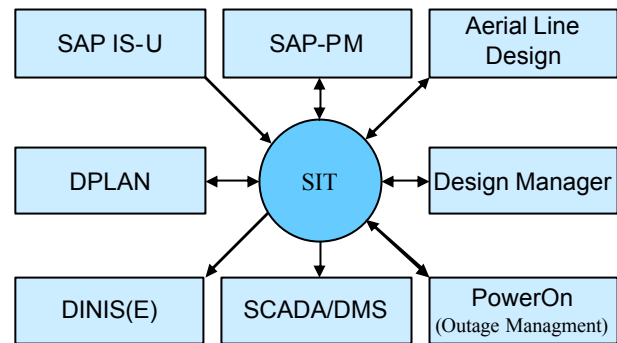 SAP IS-U
SAP-PM
Aerial Line
Design
DPLAN
SIT
Design Manager
DINIS(E)
SCADA/DMS
PowerOn
(Outage Managment)